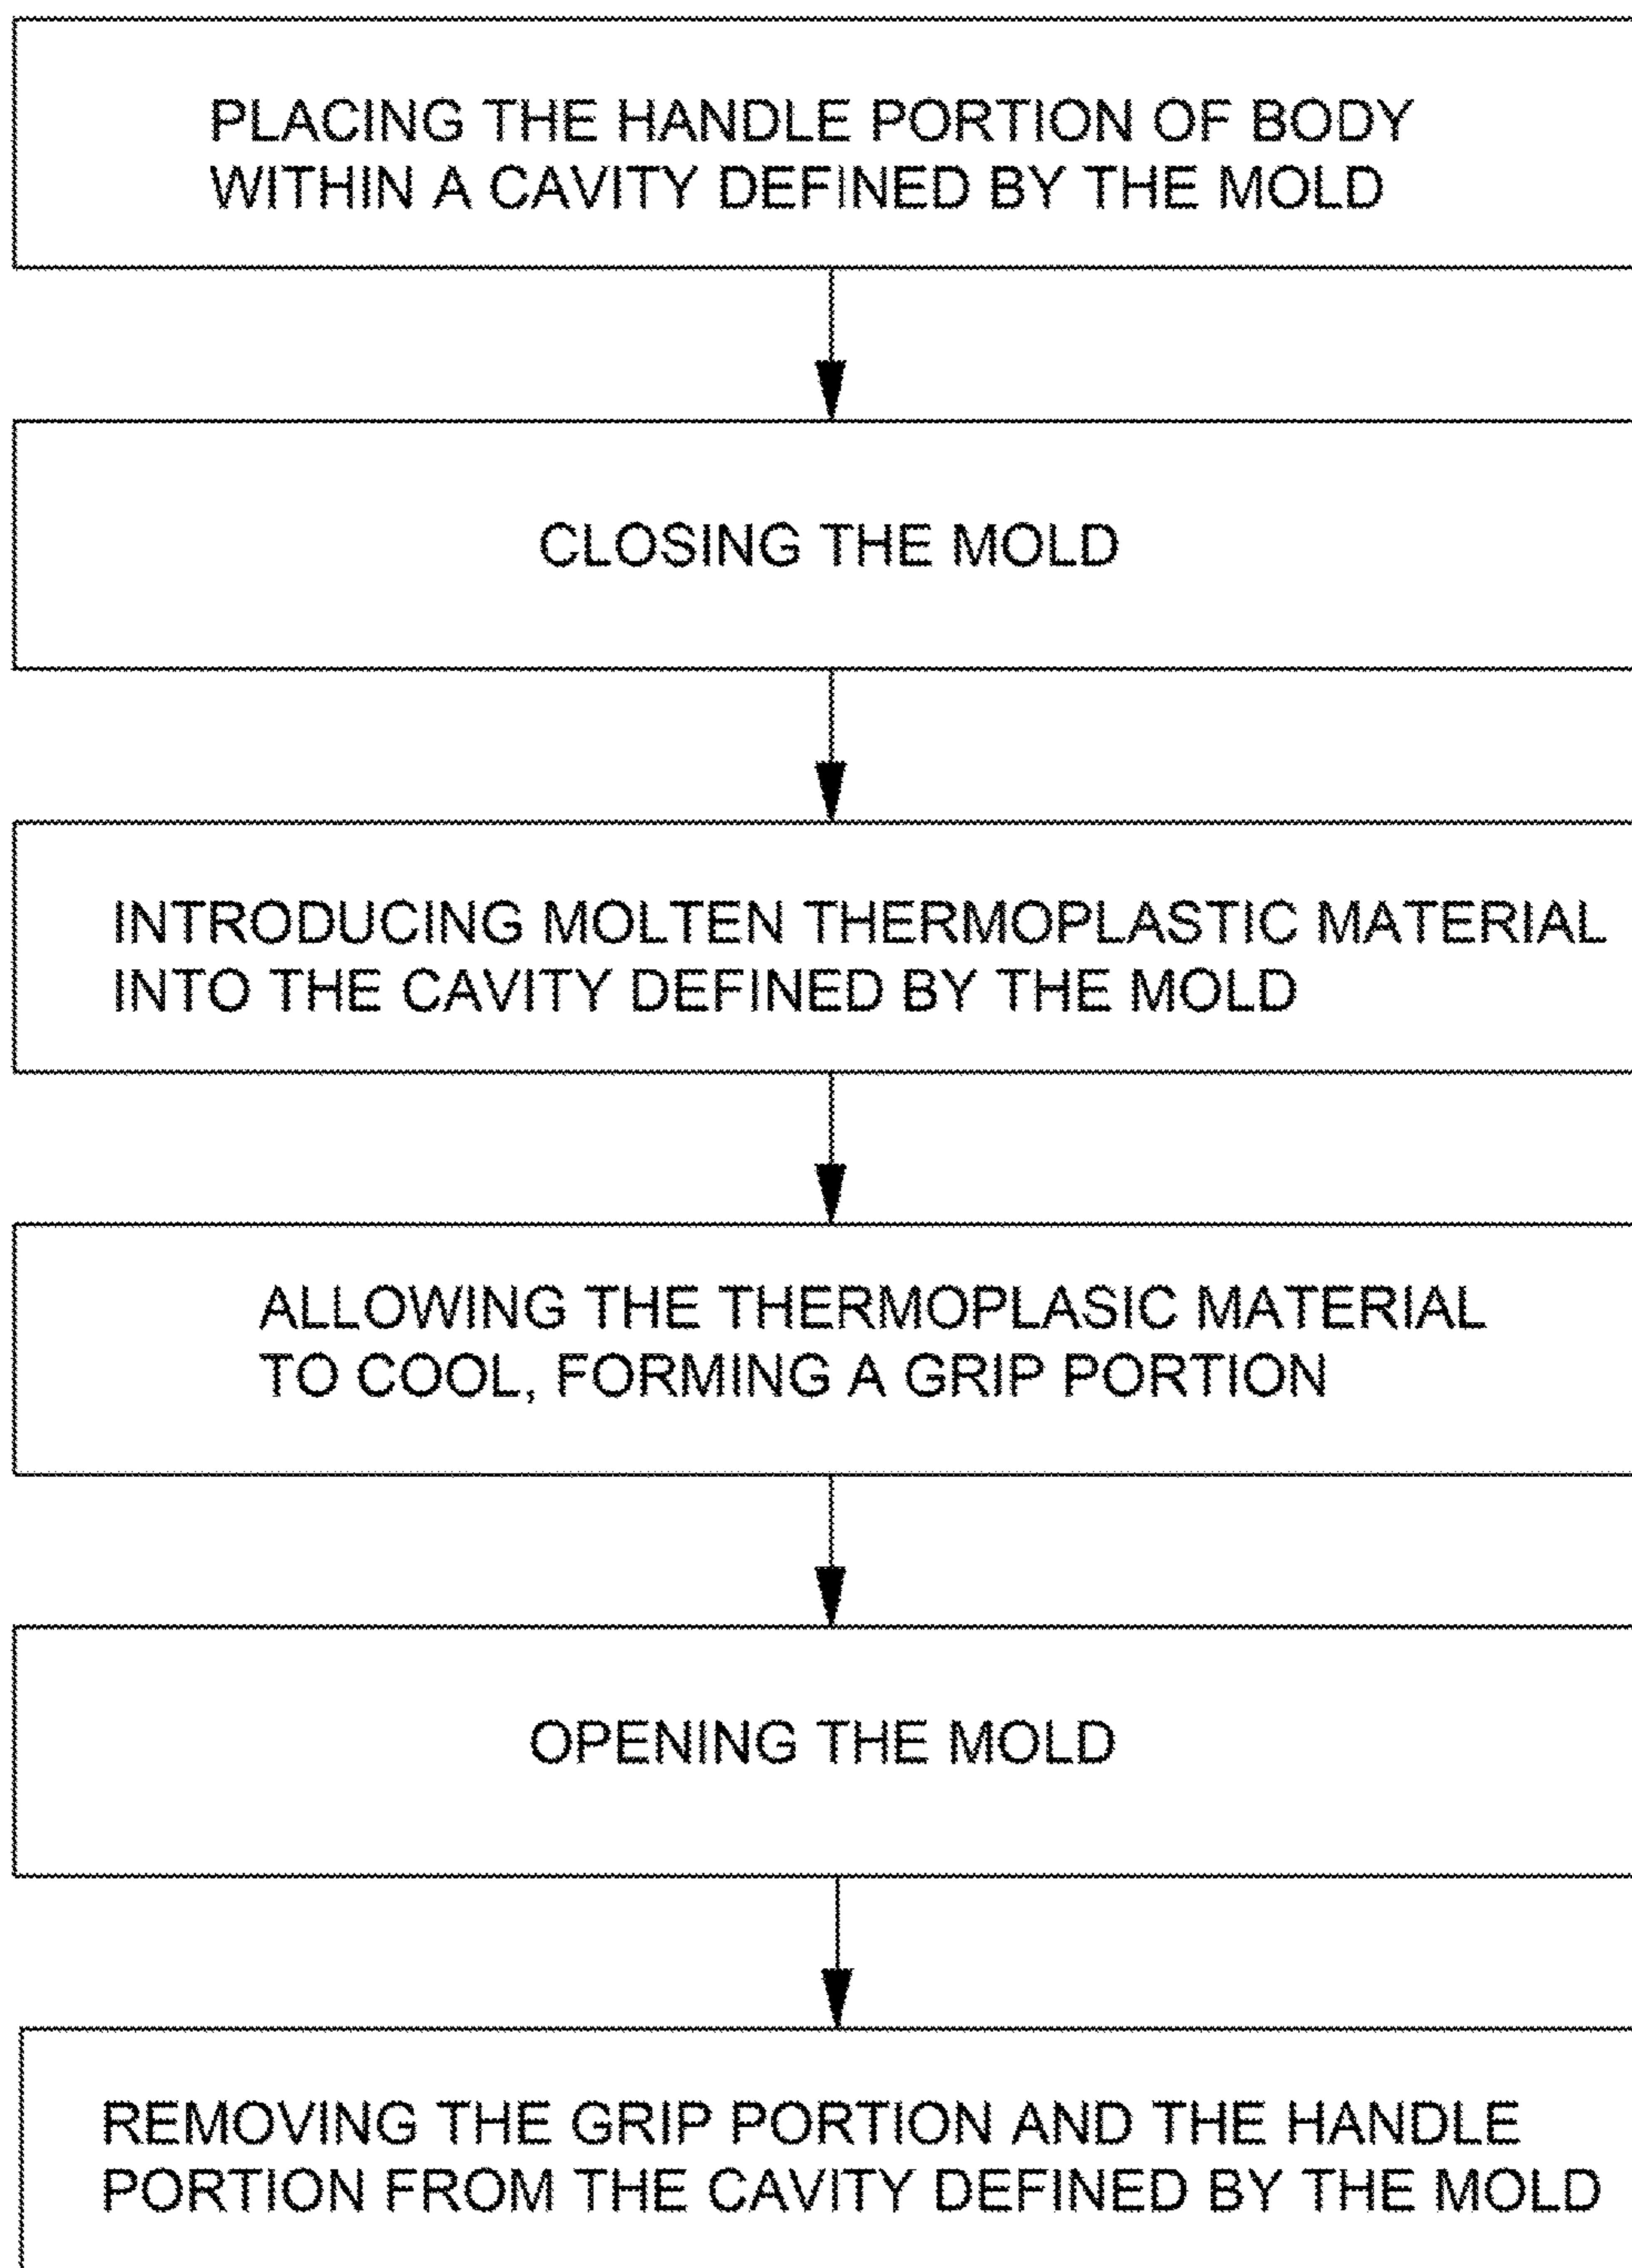 PLACING THE HANDLE PORTION OF BODY
WITHIN A CAVITY DEFINED BY THE MOLD
CLOSING THE MOLD
INTRODUCING MOLTEN THERMOPLASTIC MATERIAL
INTO THE CAVITY DEFINED BY THE MOLD
ALLOWING THE THERMOPLASIC MATERIAL
TO COOL, FORMING A GRIP PORTION
OPENING THE MOLD
REMOVING THE GRIP PORTION AND THE HANDLE
PORTION FROM THE CAVITY DEFINED BY THE MOLD